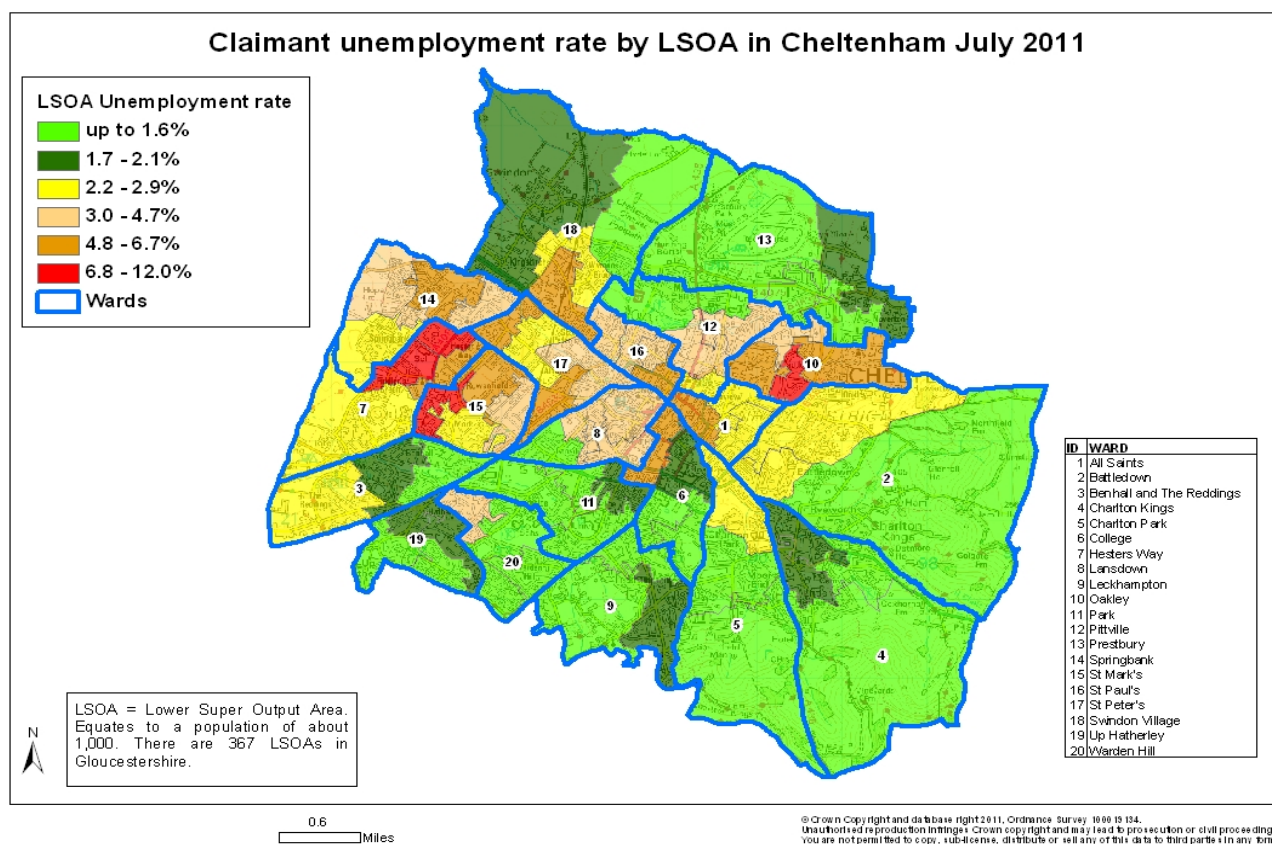 Claimant unemployment rate by LSOA in Cheltenham July 2011
LSOA Unemployment rate
up to 1.6%
1.7 - 2.1%
2.2 - 2.9%
3.0 - 4.7%
4.8 - 6.7%
6.8 - 12.0%
Wards
18
13
14
12
16
10
17
7
15
1
8
2
3
11
6
19
20
9
5
4
ID WARD
1 All Saints
2 Battledown
3 Benhall and The Reddings
4 Charlton Kings
5 Charlton Park
6 College
7 Hesters Way
8 Lansdown
9 Leckhampton
10 Oakley
11 Park
12 Pittville
13 Prestbury
14 Springbank
15 St Mark's
16 St Paul's
17 St Peter's
18 Swindon Village
19 Up Hatherley
20 Warden Hill
LSOA = Lower Super Output Area.
Equates to a population of about
1,000. There are 367 LSOAs in
Gloucestershire.
N
0.6
Miles
© Crown Copyright and database right 2011, Ordnance Survey 100019134.
Unauthorised reproduction infringes Crown copyright and may lead to prosecution or civil proceeding
You are not permitted to copy, sub-license, distribute or sell any of this data to third parties in any form